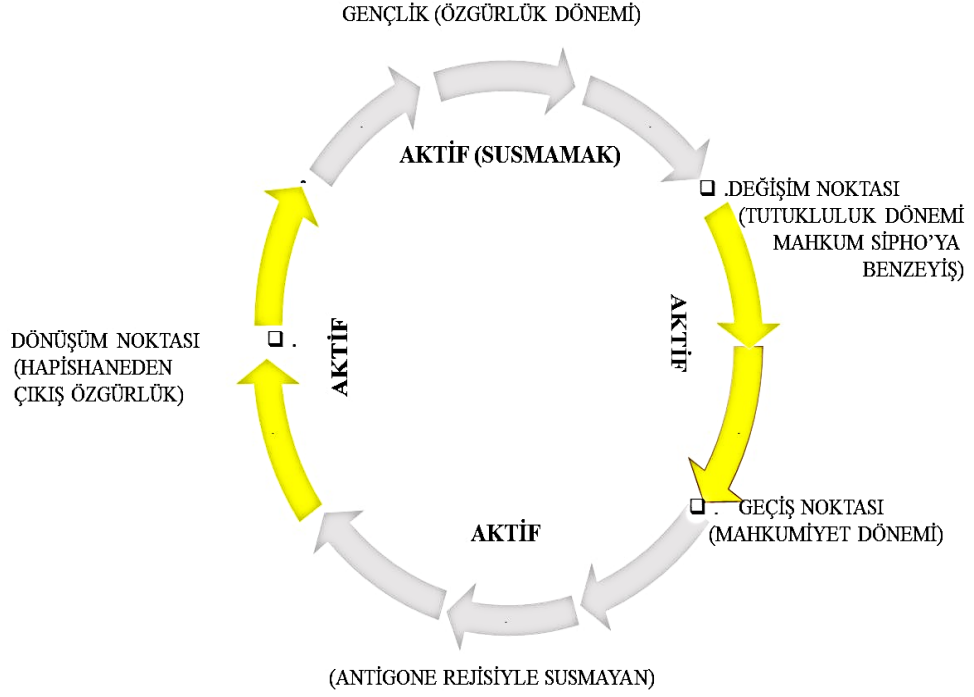 GENÇLİK (ÖZGÜRLÜK DÖNEMİ)
AKTİF (SUSMAMAK)
.DEĞİŞİM NOKTASI
(TUTUKLULUK DÖNEMİ
MAHKUM SİPHO’YA
BENZEYİŞ)
AKTİF
AKTİF
DÖNÜŞÜM NOKTASI
(HAPİSHANEDEN
ÇIKIŞ ÖZGÜRLÜK)
. GEÇİŞ NOKTASI
(MAHKUMİYET DÖNEMİ)
AKTİF
(ANTİGONE REJİSİYLE SUSMAYAN)